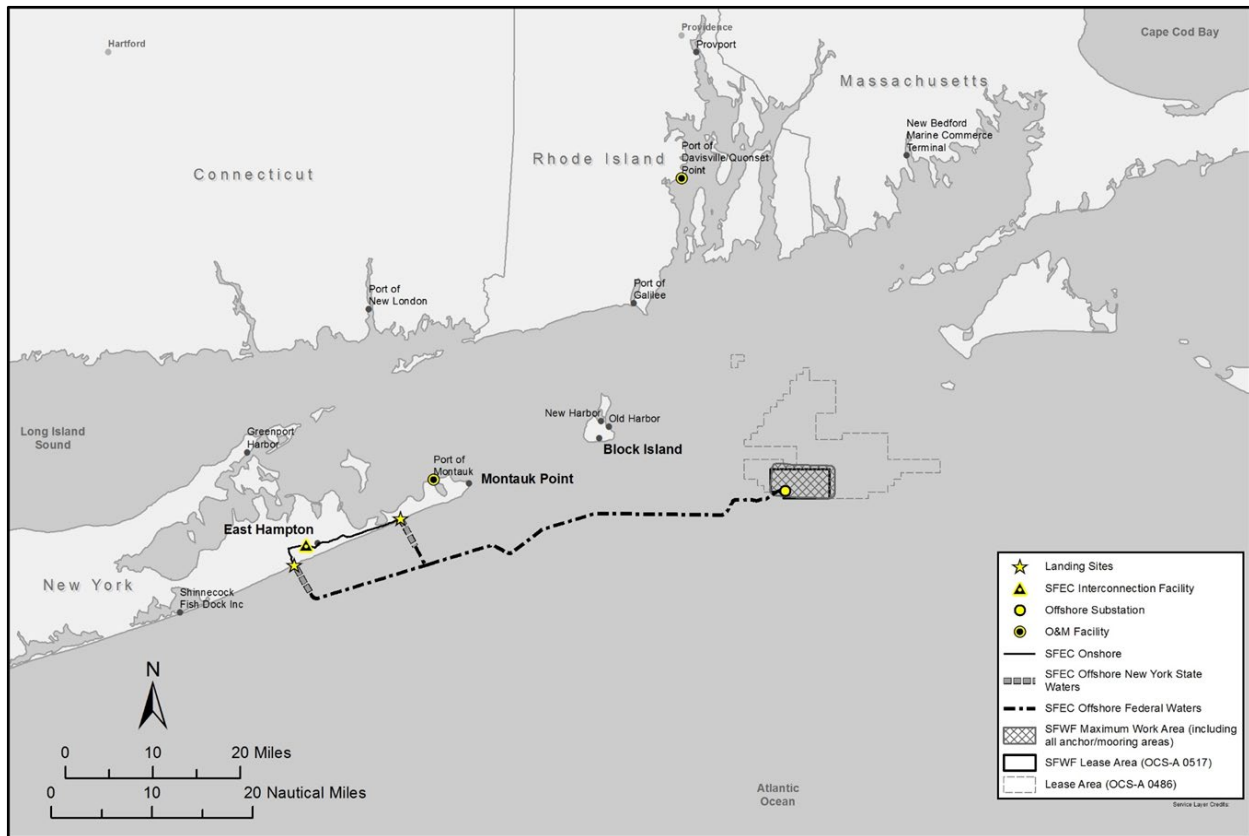 Hartford
Providence
Provport
Cape Cod Bay
Massachusetts
New Bedford
Marine Commerce
Terminal
Port of
Davisville/Quonset
Point
Rhode Island
Connecticut
Port of
New London
Port of
Galilee
New Harbor
Old Harbor
Block Island
Long Island
Sound
Greenport
Harbor
Port of
Montauk
Montauk Point
East Hampton
New York
Shinnecock
Fish Dock Inc
N
0 10 20 Miles
0 10 20 Nautical Miles
Atlantic
Ocean
Landing Sites
SFEC Interconnection Facility
Offshore Substation
O&M Facility
SFEC Onshore
SFEC Offshore New York State
Waters
SFEC Offshore Federal Waters
SFWF Maximum Work Area (including
all anchor/mooring areas)
SFWF Lease Area (OCS-A 0517)
Lease Area (OCS-A 0486)
Service Layer Credits: